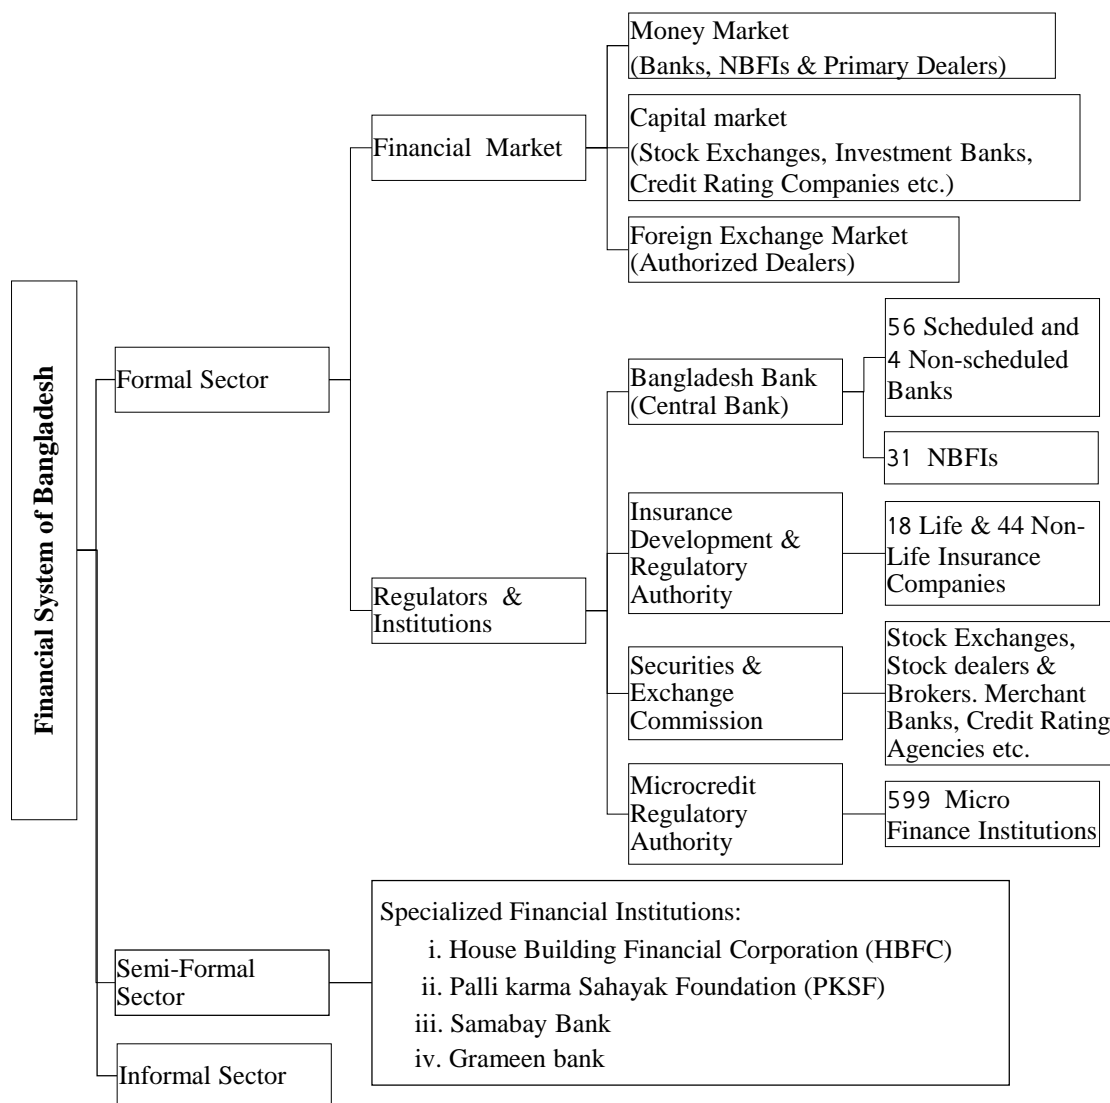 Financial System of Bangladesh
Formal Sector
Financial Market
Money Market
(Banks, NBFIs & Primary Dealers)
Capital market
(Stock Exchanges, Investment Banks,
Credit Rating Companies etc.)
Foreign Exchange Market
(Authorized Dealers)
Regulators &
Institutions
Bangladesh Bank
(Central Bank)
56 Scheduled and
4 Non-scheduled
Banks
31 NBFIs
Insurance
Development &
Regulatory
Authority
18 Life & 44 Non-
Life Insurance
Companies
Securities &
Exchange
Commission
Stock Exchanges,
Stock dealers &
Brokers. Merchant
Banks, Credit Rating
Agencies etc.
Microcredit
Regulatory
Authority
599 Micro
Finance Institutions
Semi-Formal
Sector
Specialized Financial Institutions:
i. House Building Financial Corporation (HBFC)
ii. Palli karma Sahayak Foundation (PKSF)
iii. Samabay Bank
iv. Grameen bank
Informal Sector